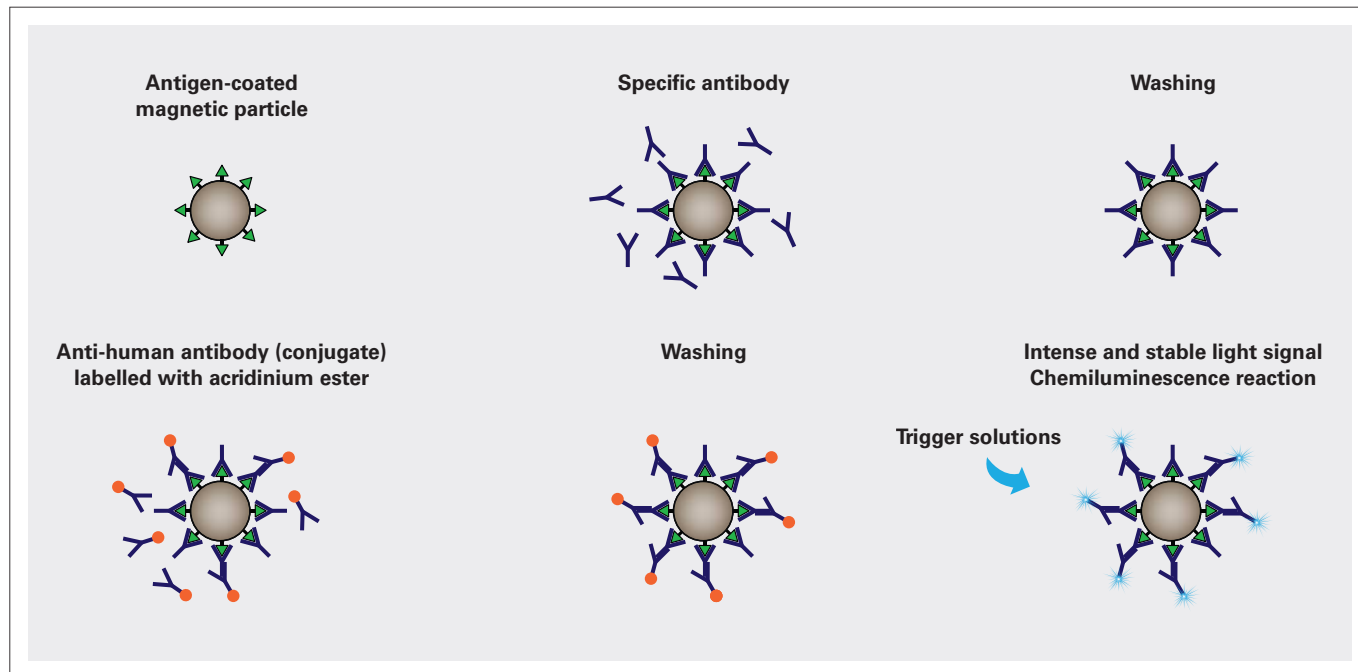 Antigen-coated
magnetic particle
Specific antibody
Washing
Anti-human antibody (conjugate)
labelled with acridinium ester
Washing
Intense and stable light signal
Chemiluminescence reaction
Trigger solutions